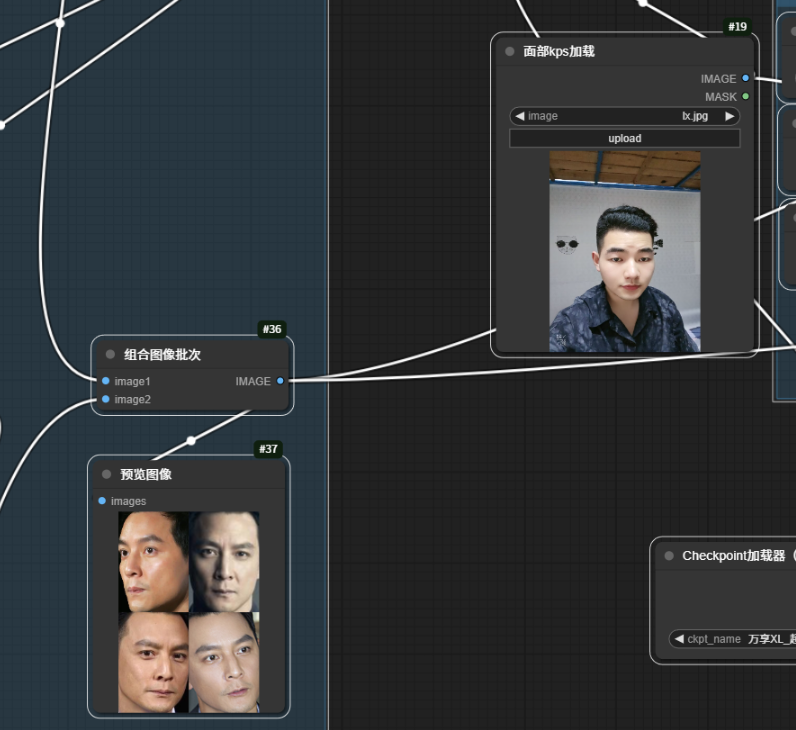 #19
面部kps加载
IMAGE
MASK
image lx.jpg
upload
#36
组合图像批次
image1 IMAGE
image2
#37
预览图像
images
Checkpoint加载器
ckpt_name 万享XL_